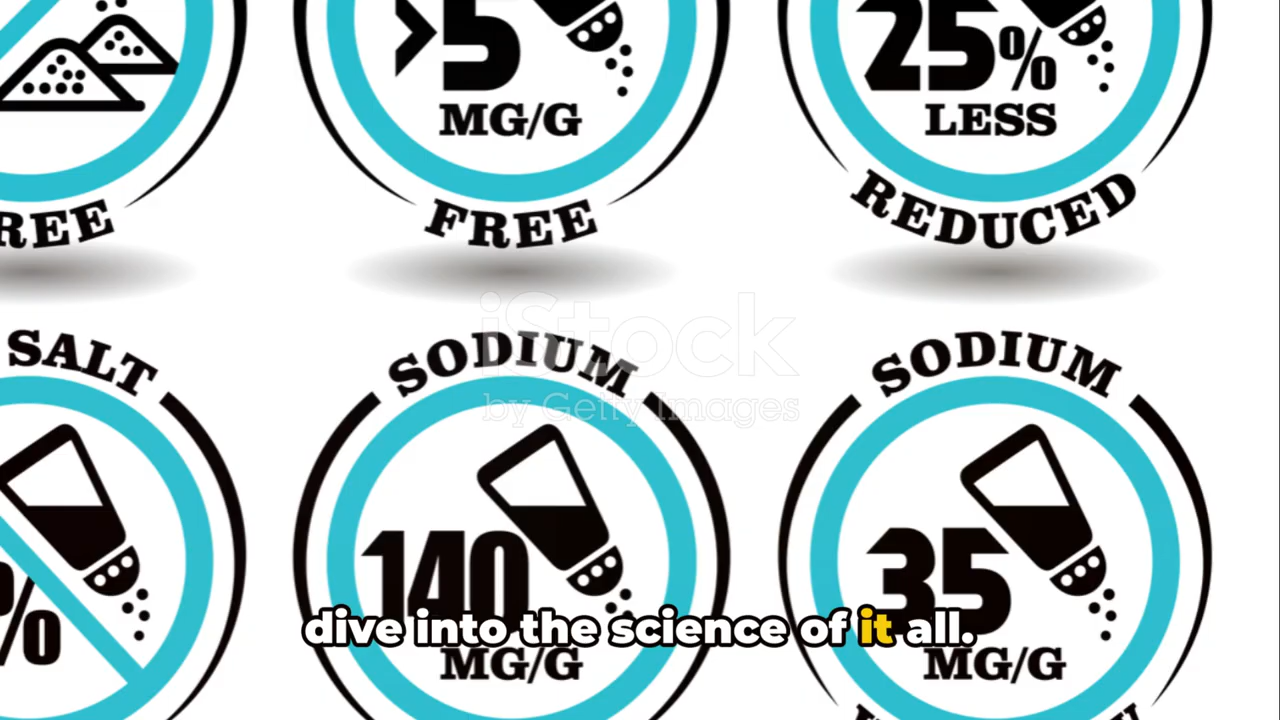 >5
25%
MG/G
LESS
FREE
REDUCED
iStock
by Getty Images
SALT
SODIUM
SODIUM
%
140
35
dive into the science of it all.
MG/G
MG/G